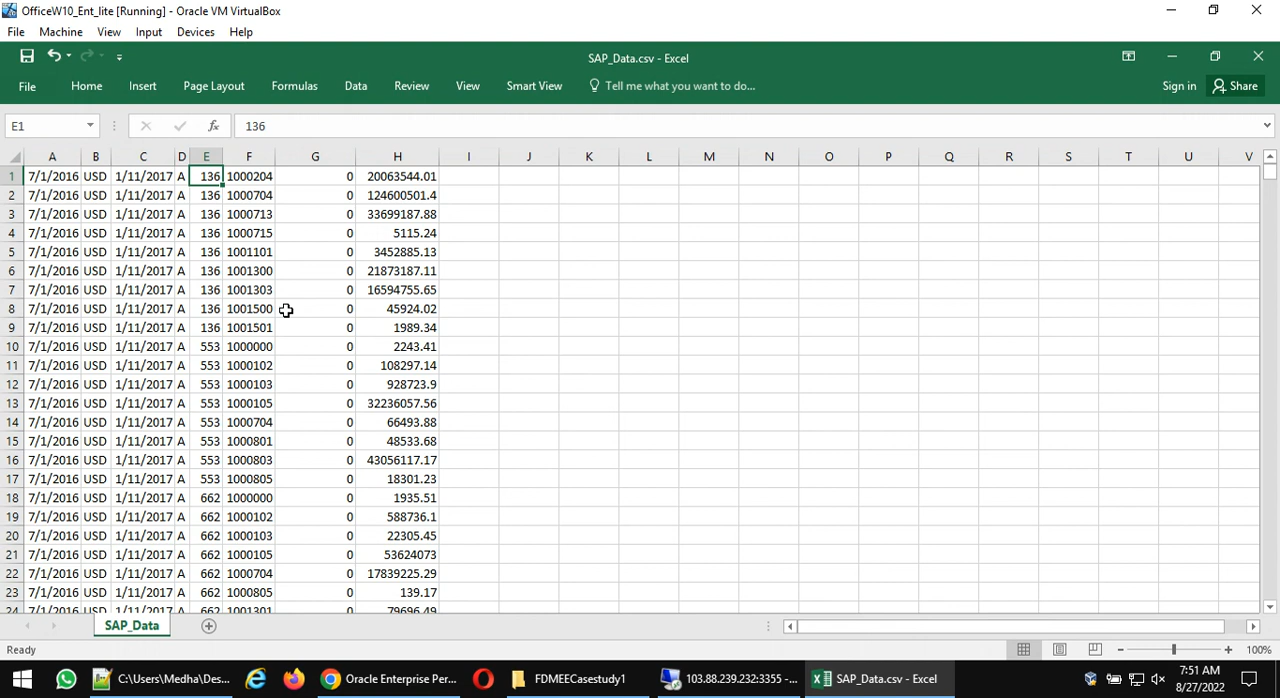 OfficeW10_Ent_lite [Running] - Oracle VM VirtualBox
File Machine View Input Devices Help
SAP_Data.csv - Excel
File Home Insert Page Layout Formulas Data Review View Smart View Tell me what you want to do... Sign in Share
E1 fx 136
A B C D E F G H I J K L M N O P Q R S T U V
1 7/1/2016 USD 1/11/2017 A 136 1000204 0 20063544.01
2 7/1/2016 USD 1/11/2017 A 136 1000704 0 124600501.4
3 7/1/2016 USD 1/11/2017 A 136 1000713 0 33699187.88
4 7/1/2016 USD 1/11/2017 A 136 1000715 0 5115.24
5 7/1/2016 USD 1/11/2017 A 136 1001101 0 3452885.13
6 7/1/2016 USD 1/11/2017 A 136 1001300 0 21873187.11
7 7/1/2016 USD 1/11/2017 A 136 1001303 0 16594755.65
8 7/1/2016 USD 1/11/2017 A 136 1001500 0 45924.02
9 7/1/2016 USD 1/11/2017 A 136 1001501 0 1989.34
10 7/1/2016 USD 1/11/2017 A 553 1000000 0 2243.41
11 7/1/2016 USD 1/11/2017 A 553 1000102 0 108297.14
12 7/1/2016 USD 1/11/2017 A 553 1000103 0 928723.9
13 7/1/2016 USD 1/11/2017 A 553 1000105 0 32236057.56
14 7/1/2016 USD 1/11/2017 A 553 1000704 0 66493.88
15 7/1/2016 USD 1/11/2017 A 553 1000801 0 48533.68
16 7/1/2016 USD 1/11/2017 A 553 1000803 0 43056117.17
17 7/1/2016 USD 1/11/2017 A 553 1000805 0 18301.23
18 7/1/2016 USD 1/11/2017 A 662 1000000 0 1935.51
19 7/1/2016 USD 1/11/2017 A 662 1000102 0 588736.1
20 7/1/2016 USD 1/11/2017 A 662 1000103 0 22305.45
21 7/1/2016 USD 1/11/2017 A 662 1000105 0 53624073
22 7/1/2016 USD 1/11/2017 A 662 1000704 0 17839225.29
23 7/1/2016 USD 1/11/2017 A 662 1000805 0 139.17
24 7/1/2016 USD 1/11/2017 A 662 1001301 0 79696.49
SAP_Data
Ready 100%
C:\Users\Medha\Des... Oracle Enterprise Per... FDMEECasestudy1 103.88.239.232:3355 -... SAP_Data.csv - Excel
7:51 AM
8/27/2022